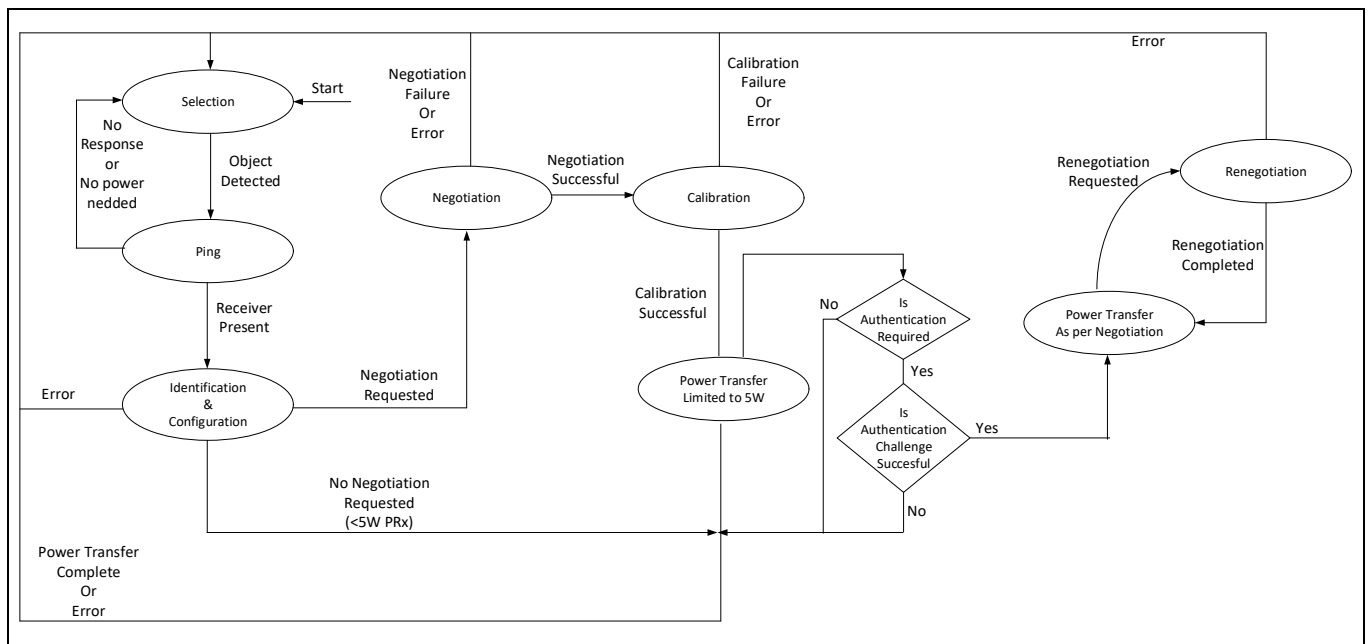 Error
Start
Selection
Negotiation
Failure
Or
Error
Calibration
Failure
Or
Error
No
Response
or
No power
nedded
Object
Detected
Negotiation
Successful
Renegotiation
Requested
Renegotiation
Negotiation
Calibration
Ping
Renegotiation
Completed
Receiver
Present
Calibration
Successful
No
Is
Authentication
Required
Power Transfer
As per Negotiation
Error
Identification
&
Configuration
Negotiation
Requested
Power Transfer
Limited to 5W
Yes
Is
Authentication
Challenge
Succesful
Yes
No Negotiation
Requested
(<5W PRx)
No
Power Transfer
Complete
Or
Error